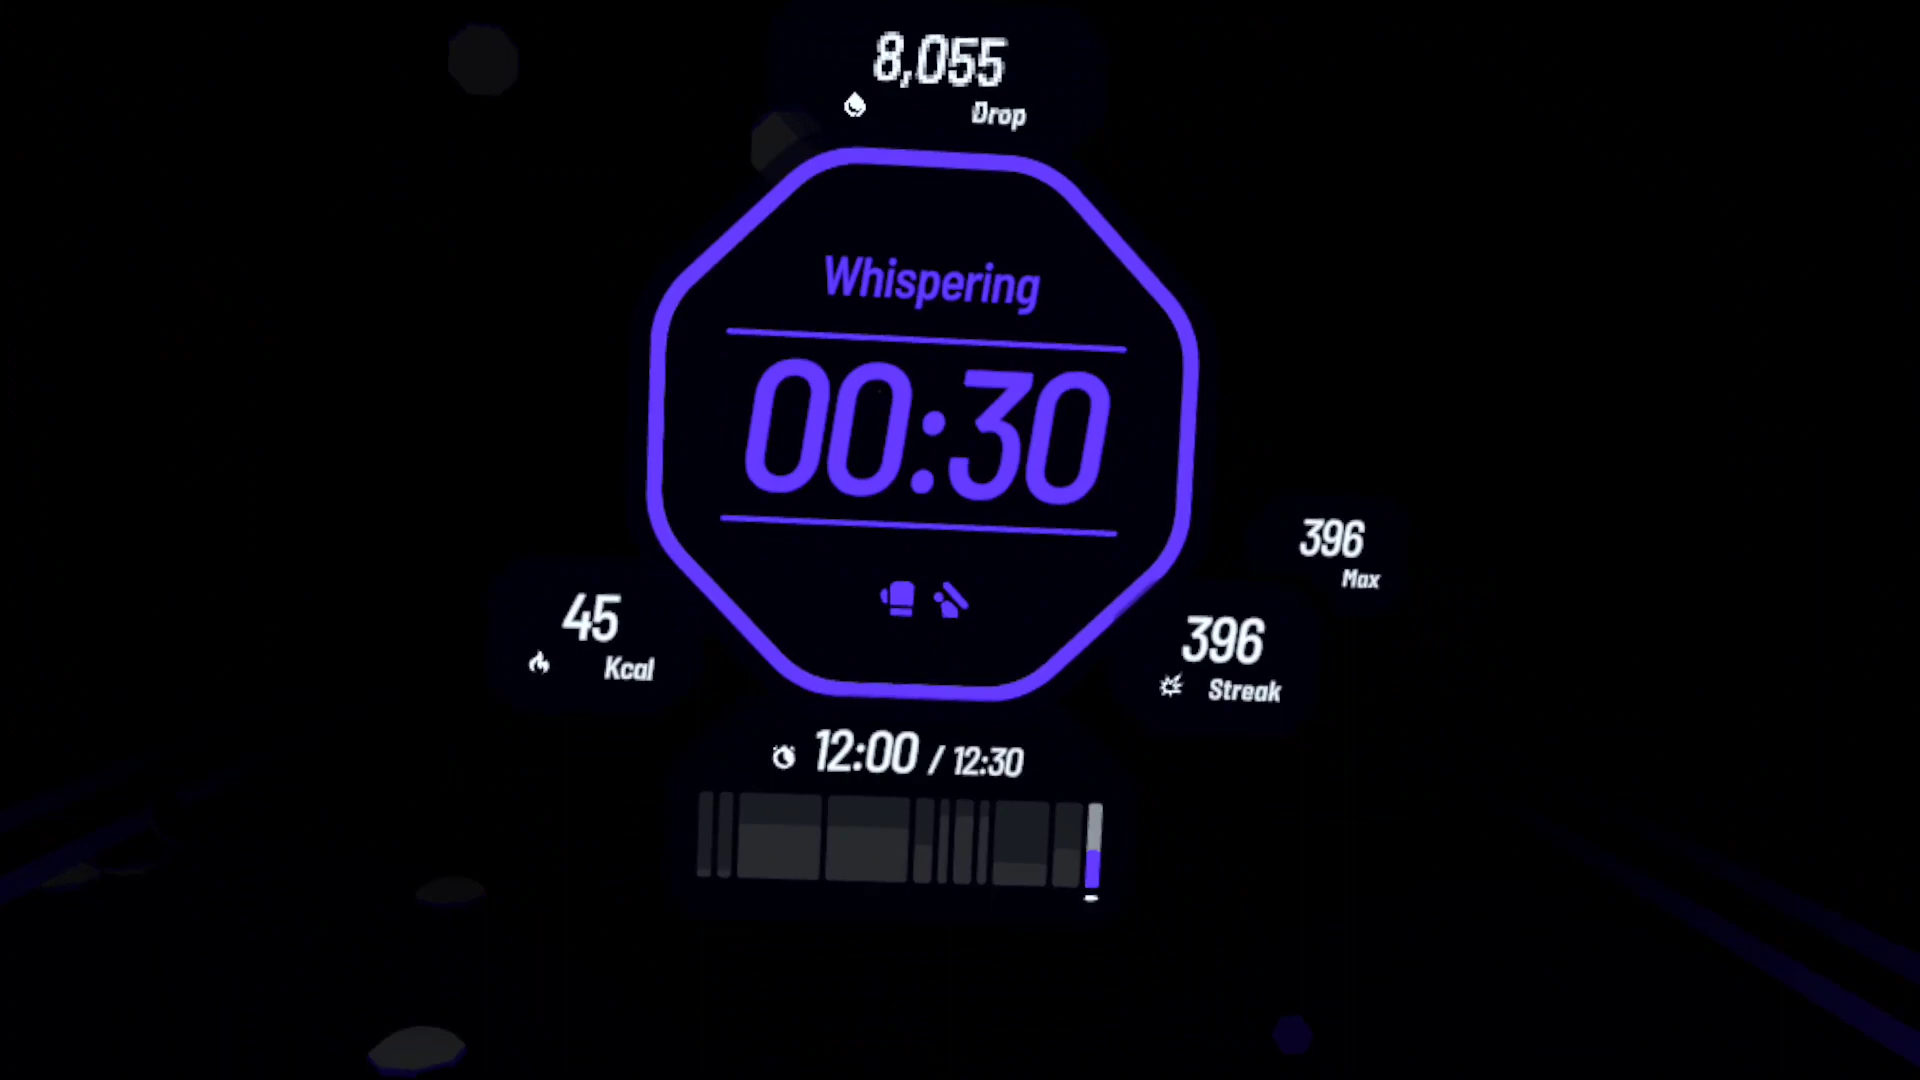 8,055
Drop
Whispering
00:30
396
Max
45
Kcal
396
Streak
12:00 / 12:30